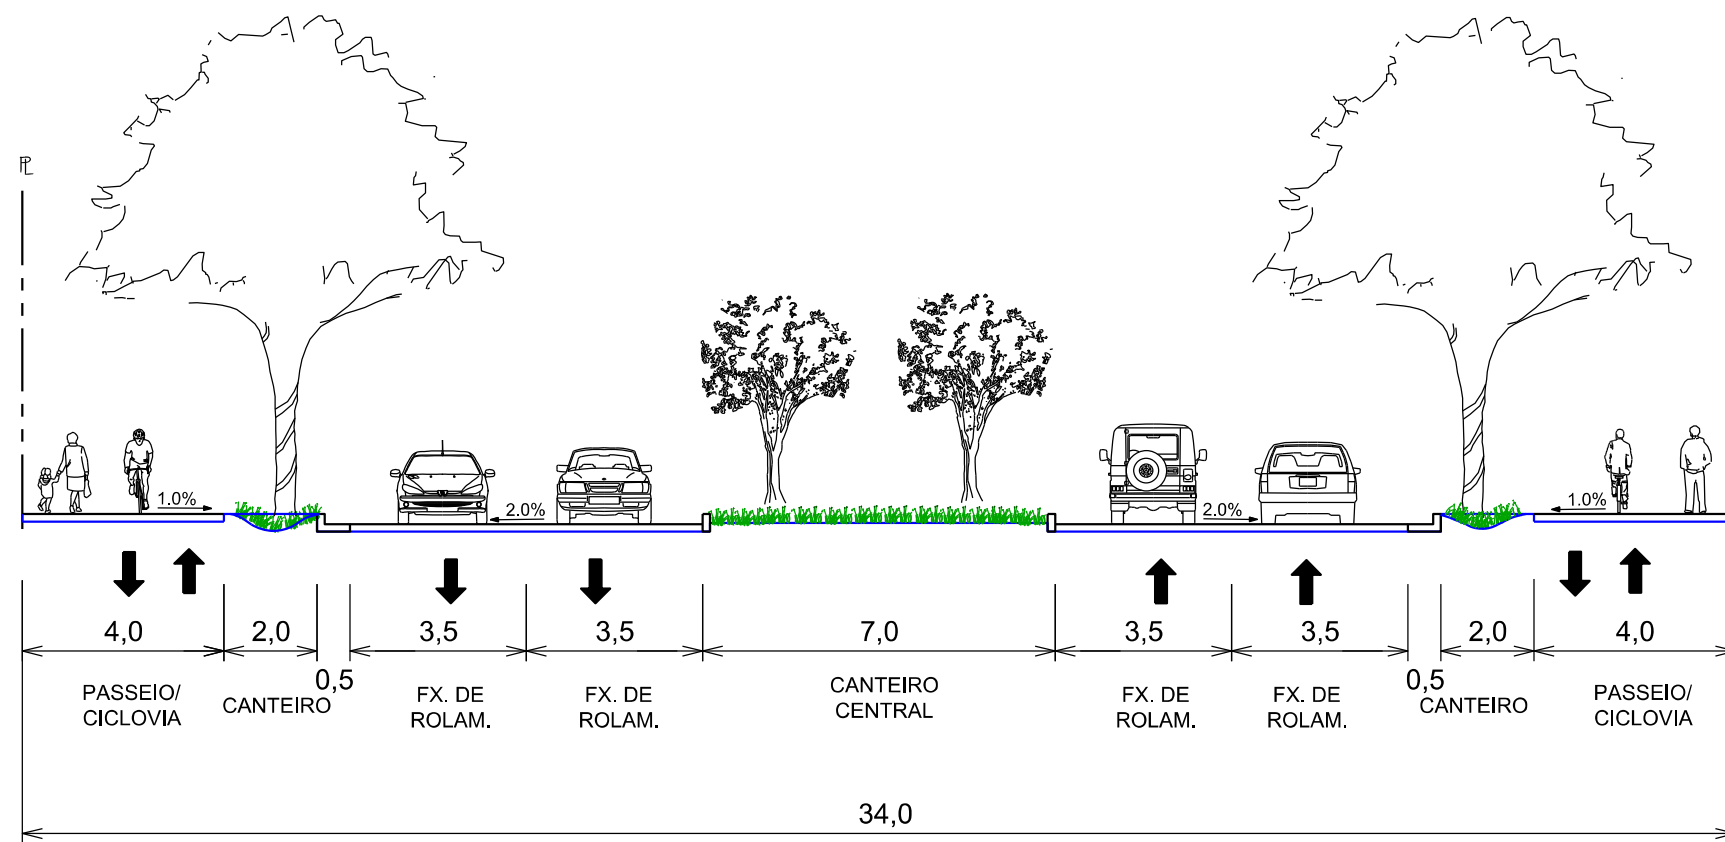 PL
1.0%
2.0%
2.0%
1.0%
4,0
2,0
3,5
3,5
7,0
3,5
3,5
2,0
4,0
0,5
0,5
PASSEIO/
CICLOVIA
CANTEIRO
FX. DE
ROLAM.
FX. DE
ROLAM.
CANTEIRO
CENTRAL
FX. DE
ROLAM.
FX. DE
ROLAM.
CANTEIRO
PASSEIO/
CICLOVIA
34,0